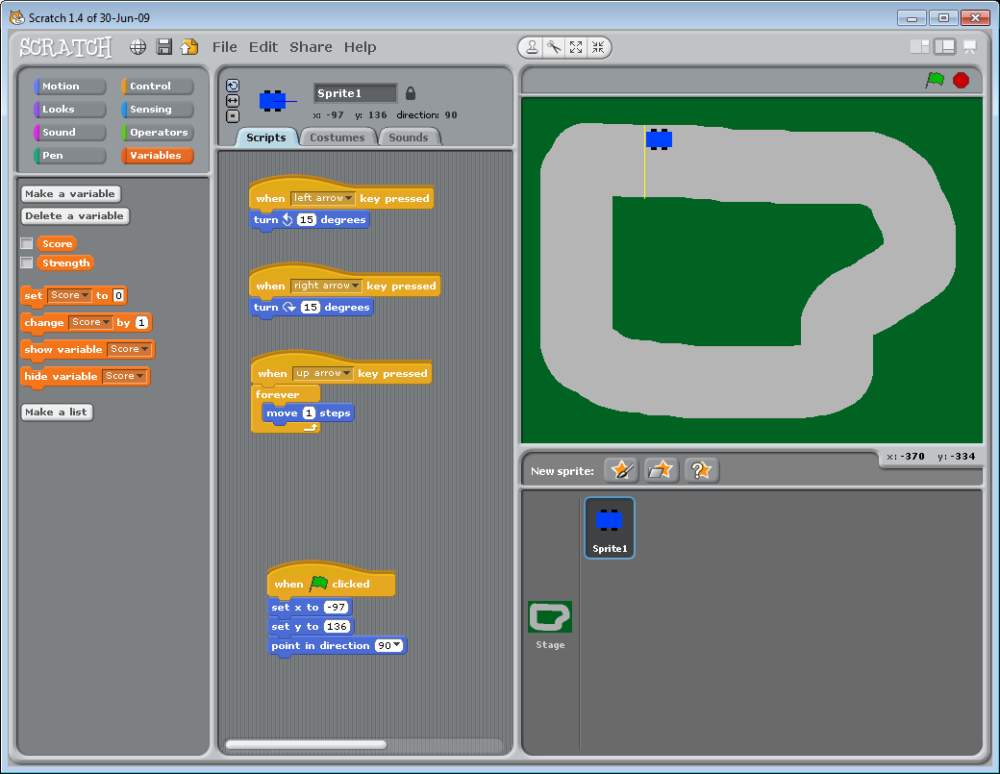 Scratch 1.4 of 30-Jun-09
SCRATCH File Edit Share Help
Motion Control
Looks Sensing
Sound Operators
Pen Variables
Make a variable
Delete a variable
Score
Strength
set Score to 0
change Score by 1
show variable Score
hide variable Score
Make a list
Sprite1
x: -97 y: 136 direction: 90
Scripts Costumes Sounds
when left arrow key pressed
turn 15 degrees
when right arrow key pressed
turn 15 degrees
when up arrow key pressed
forever
move 1 steps
when clicked
set x to -97
set y to 136
point in direction 90
x: -370 y: -334
New sprite:
Sprite1
Stage